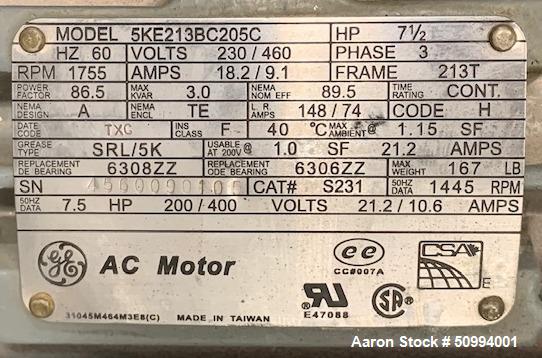 MODEL 5KE213BC205C HP 7½
HZ 60 VOLTS 230 / 460 PHASE 3
RPM 1755 AMPS 18.2 / 9.1 FRAME 213T
POWER FACTOR 86.5 MAX KVAR 3.0 NEMA NOM EFF 89.5 TIME RATING CONT.
NEMA DESIGN A NEMA ENCL TE L.R. AMPS 148 / 74 CODE H
DATE CODE TXG INS CLASS F 40 °C MAX AMBIENT @ 1.15 SF
GREASE TYPE SRL/5K USABLE AT 200V @ 1.0 SF 21.2 AMPS
REPLACEMENT DE BEARING 6308ZZ REPLACEMENT ODE BEARING 6306ZZ MAX WEIGHT 167 LB
SN CAT# S231 50HZ DATA 1445 RPM
50HZ DATA 7.5 HP 200 / 400 VOLTS 21.2 / 10.6 AMPS
GE AC Motor
ee
CC#007A
CSA
E
UR
E47088
SA
31045M464M3E8(C) MADE IN TAIWAN
Aaron Stock # 50994001